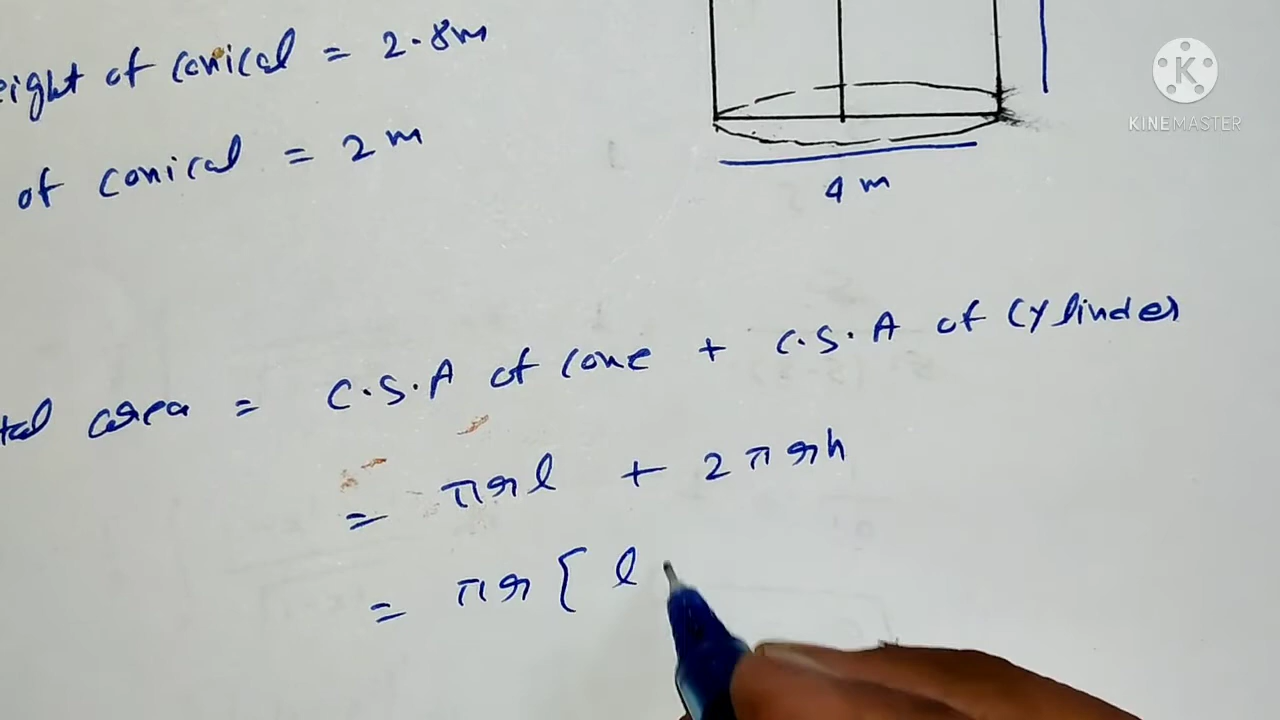 eight of conical = 2.8m
of conical = 2 m
4 m
tal area = C.S.A of cone + C.S.A of Cylinder
= πrl + 2πrh
= πr [ l
K
KINEMASTER